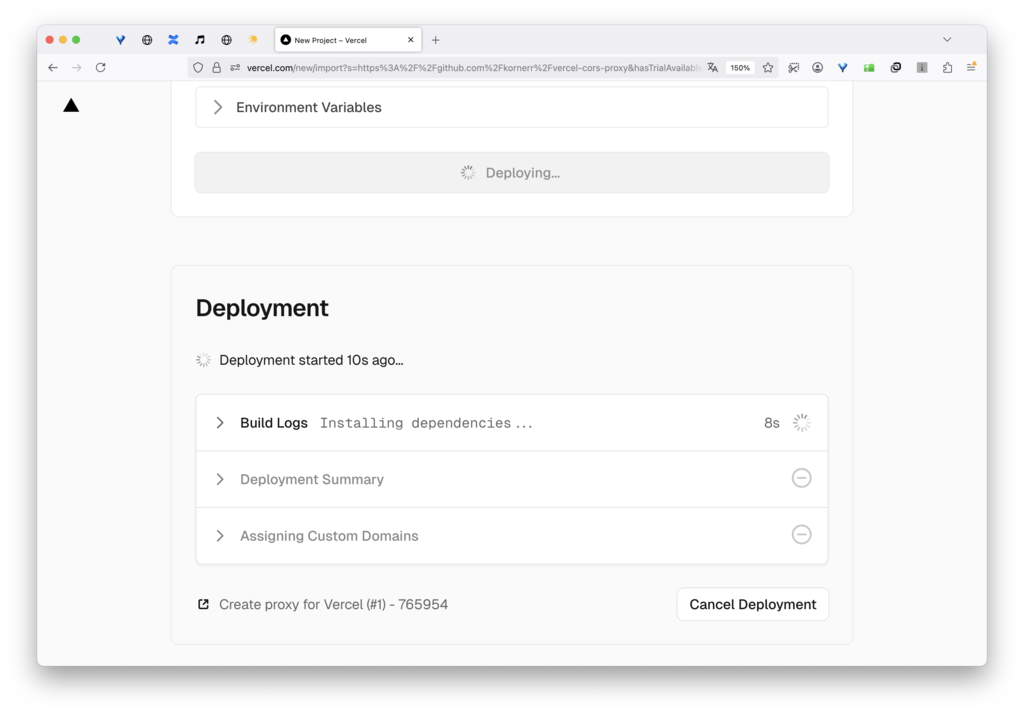 New Project – Vercel
vercel.com/new/import?s=https%3A%2F%2Fgithub.com%2Fkornerr%2Fvercel-cors-proxy&hasTrialAvailabl
150%
Environment Variables
Deploying...
Deployment
Deployment started 10s ago...
Build Logs Installing dependencies... 8s
Deployment Summary
Assigning Custom Domains
Create proxy for Vercel (#1) - 765954
Cancel Deployment